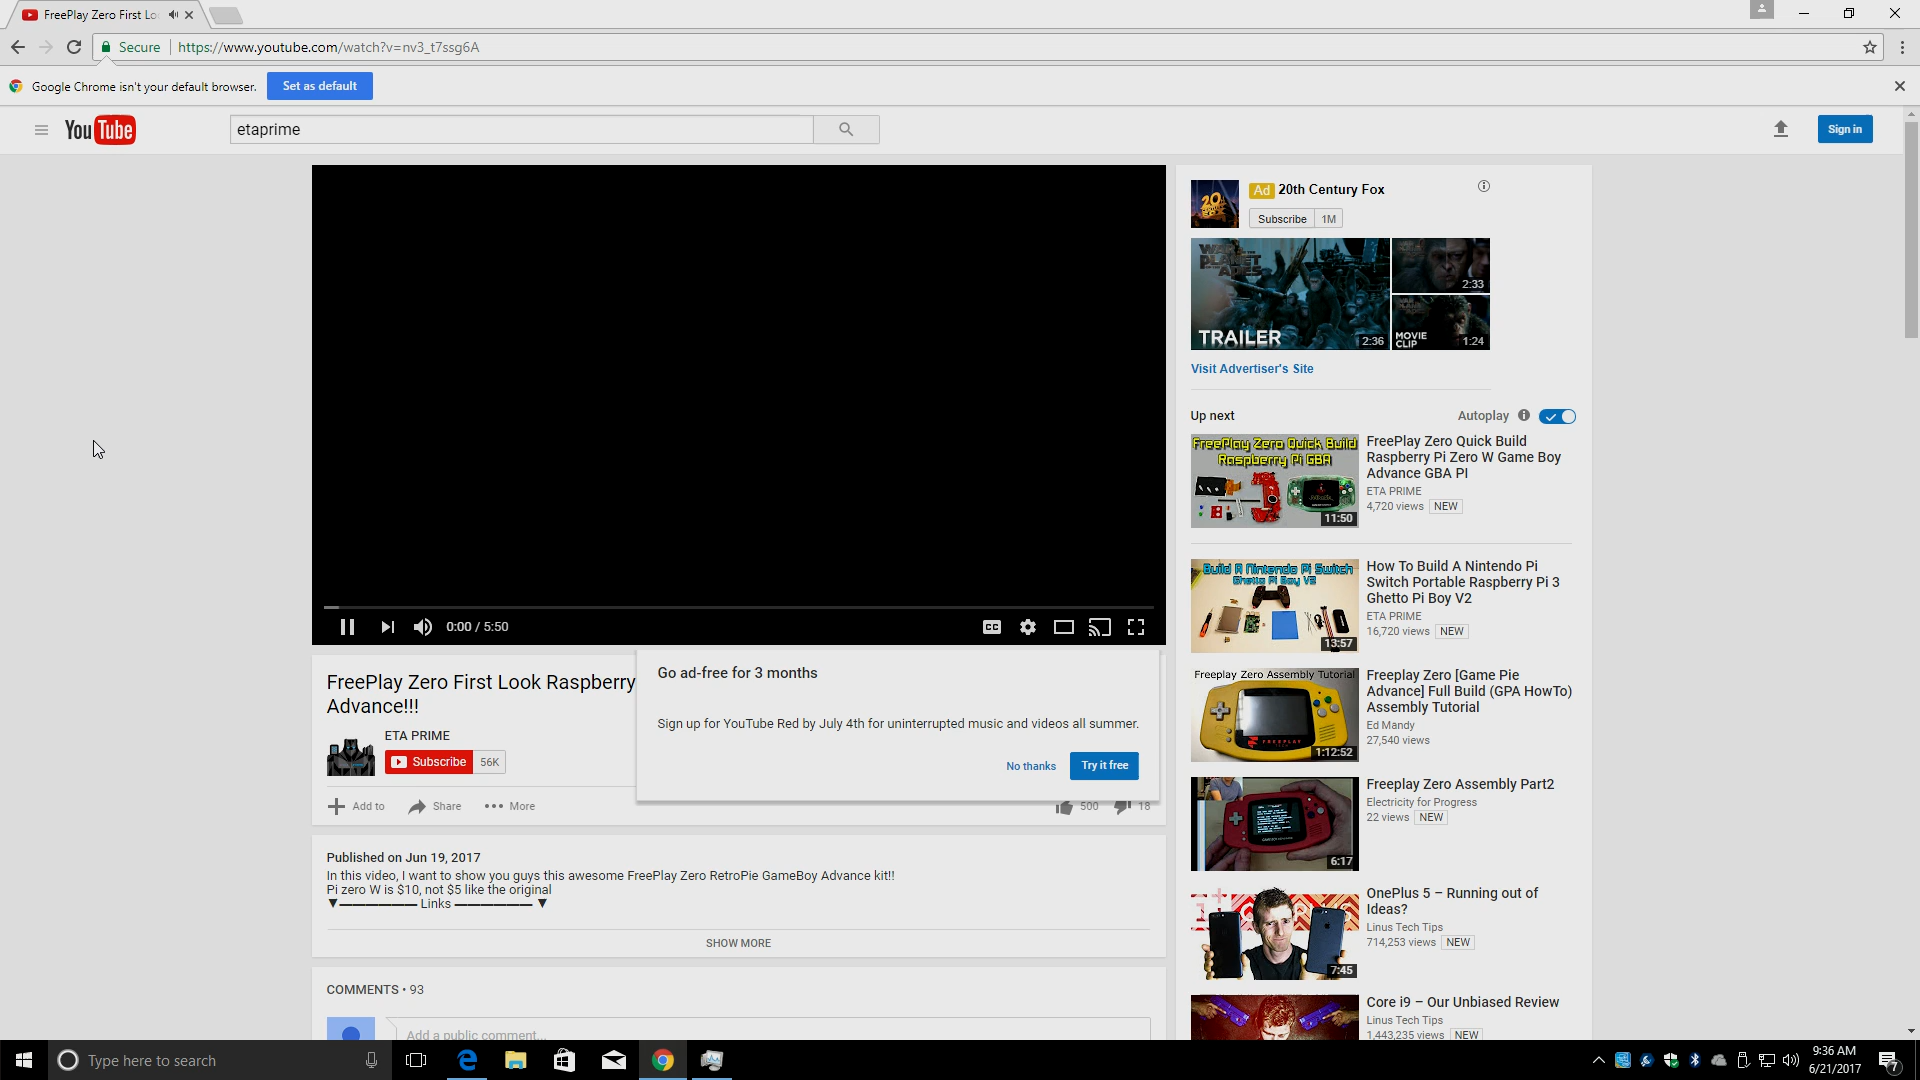 FreePlay Zero First Lo
Secure | https://www.youtube.com/watch?v=nv3_t7ssg6A
Google Chrome isn't your default browser. Set as default
YouTube
etaprime
Sign in
Ad 20th Century Fox
Subscribe 1M
WAR FOR THE PLANET OF THE APES
TRAILER 2:36
2:33
MOVIE CLIP 1:24
Visit Advertiser's Site
Up next Autoplay
FreePlay Zero Quick Build
Raspberry Pi GBA
11:50
FreePlay Zero Quick Build
Raspberry Pi Zero W Game Boy
Advance GBA PI
ETA PRIME
4,720 views NEW
Build A Nintendo Pi Switch
Ghetto Pi Boy V2
13:57
How To Build A Nintendo Pi
Switch Portable Raspberry Pi 3
Ghetto Pi Boy V2
ETA PRIME
16,720 views NEW
Freeplay Zero Assembly Tutorial
1:12:52
Freeplay Zero [Game Pie
Advance] Full Build (GPA HowTo)
Assembly Tutorial
Ed Mandy
27,540 views
6:17
Freeplay Zero Assembly Part2
Electricity for Progress
22 views NEW
7:45
OnePlus 5 – Running out of
Ideas?
Linus Tech Tips
714,253 views NEW
Core i9 – Our Unbiased Review
Linus Tech Tips
1,443,235 views NEW
0:00 / 5:50
CC
FreePlay Zero First Look Raspberry
Advance!!!
ETA PRIME
Subscribe 56K
Go ad-free for 3 months
Sign up for YouTube Red by July 4th for uninterrupted music and videos all summer.
No thanks Try it free
Add to Share More
500 18
Published on Jun 19, 2017
In this video, I want to show you guys this awesome FreePlay Zero RetroPie GameBoy Advance kit!!
Pi zero W is $10, not $5 like the original
▼—————— Links —————— ▼
SHOW MORE
COMMENTS • 93
Add a public comment...
Type here to search
9:36 AM
6/21/2017
7